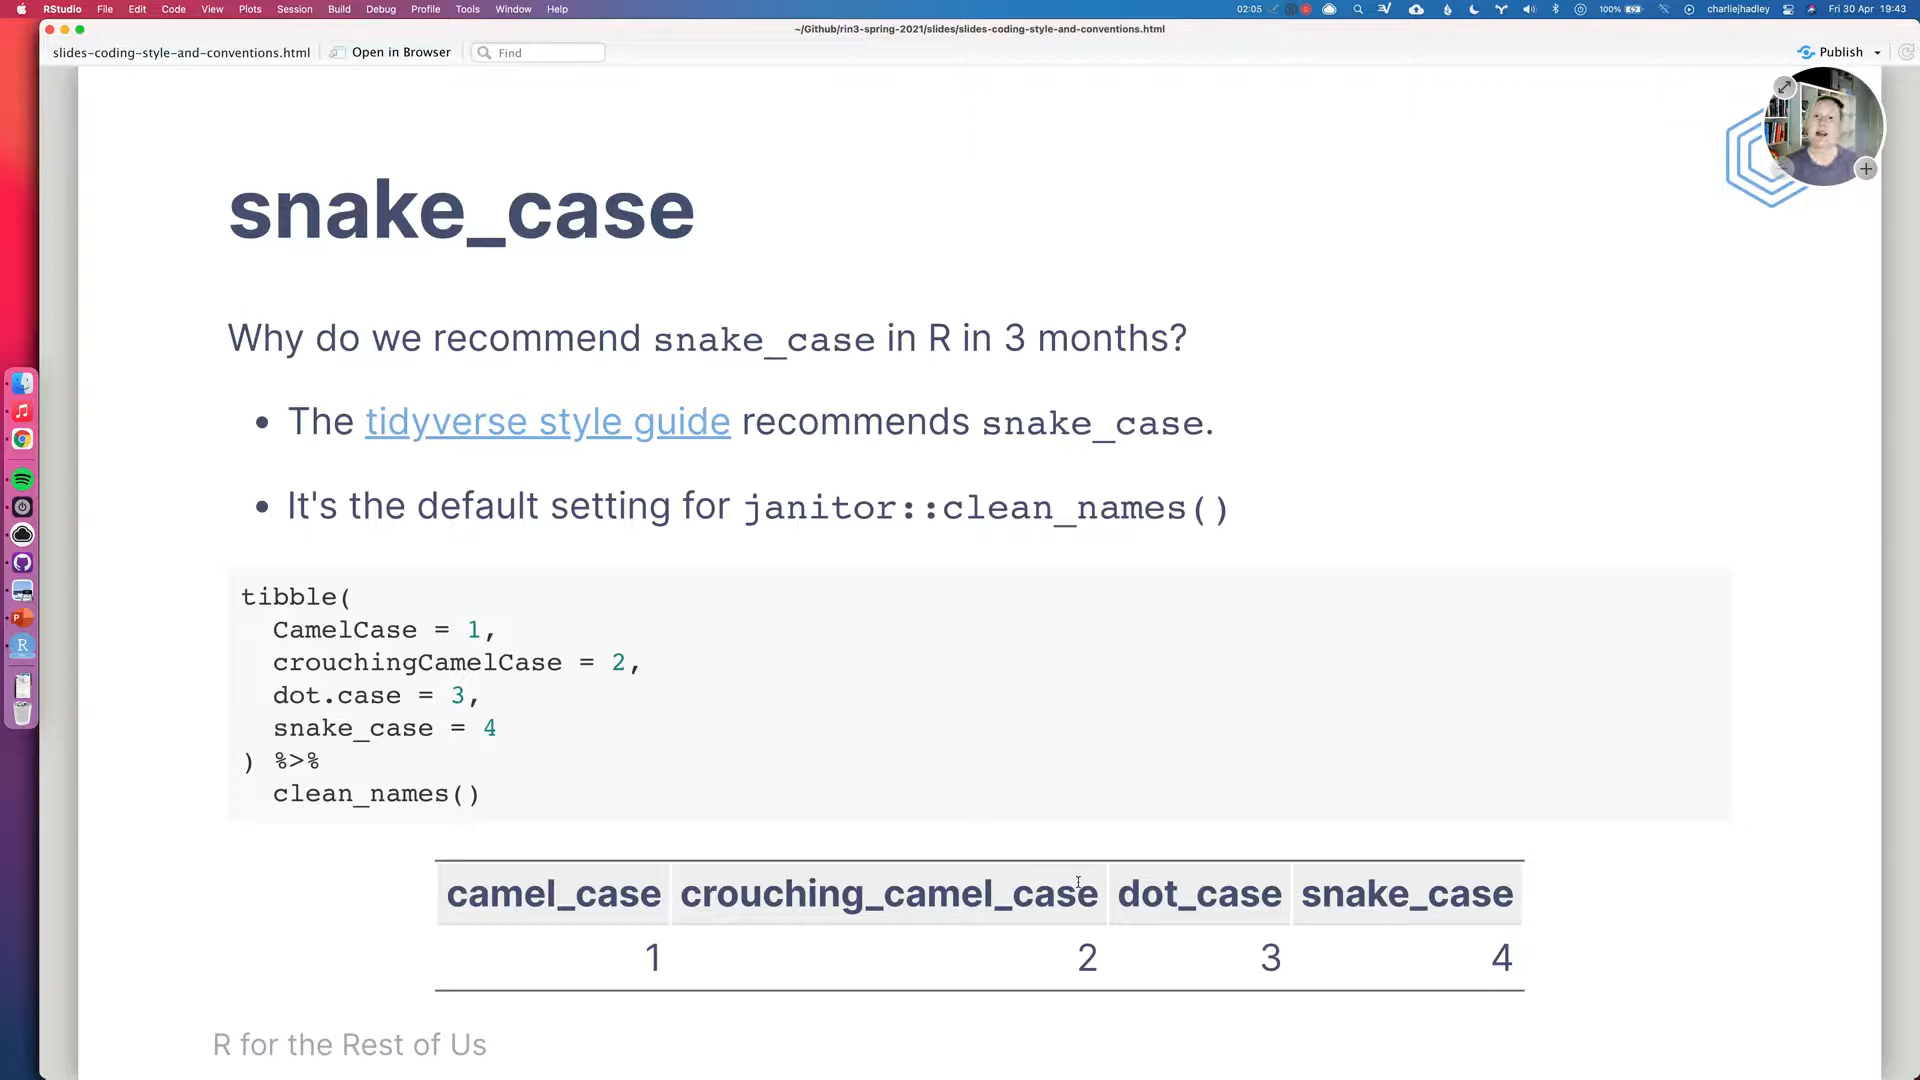 RStudio File Edit Code View Plots Session Build Debug Profile Tools Window Help 02:05 100% charliejhadley Fri 30 Apr 19:43
~/Github/rin3-spring-2021/slides/slides-coding-style-and-conventions.html
slides-coding-style-and-conventions.html Open in Browser Find Publish
snake_case
Why do we recommend snake_case in R in 3 months?
• The tidyverse style guide recommends snake_case.
• It's the default setting for janitor::clean_names()
tibble(
CamelCase = 1,
crouchingCamelCase = 2,
dot.case = 3,
snake_case = 4
) %>%
clean_names()
camel_case crouching_camel_case dot_case snake_case
1 2 3 4
R for the Rest of Us